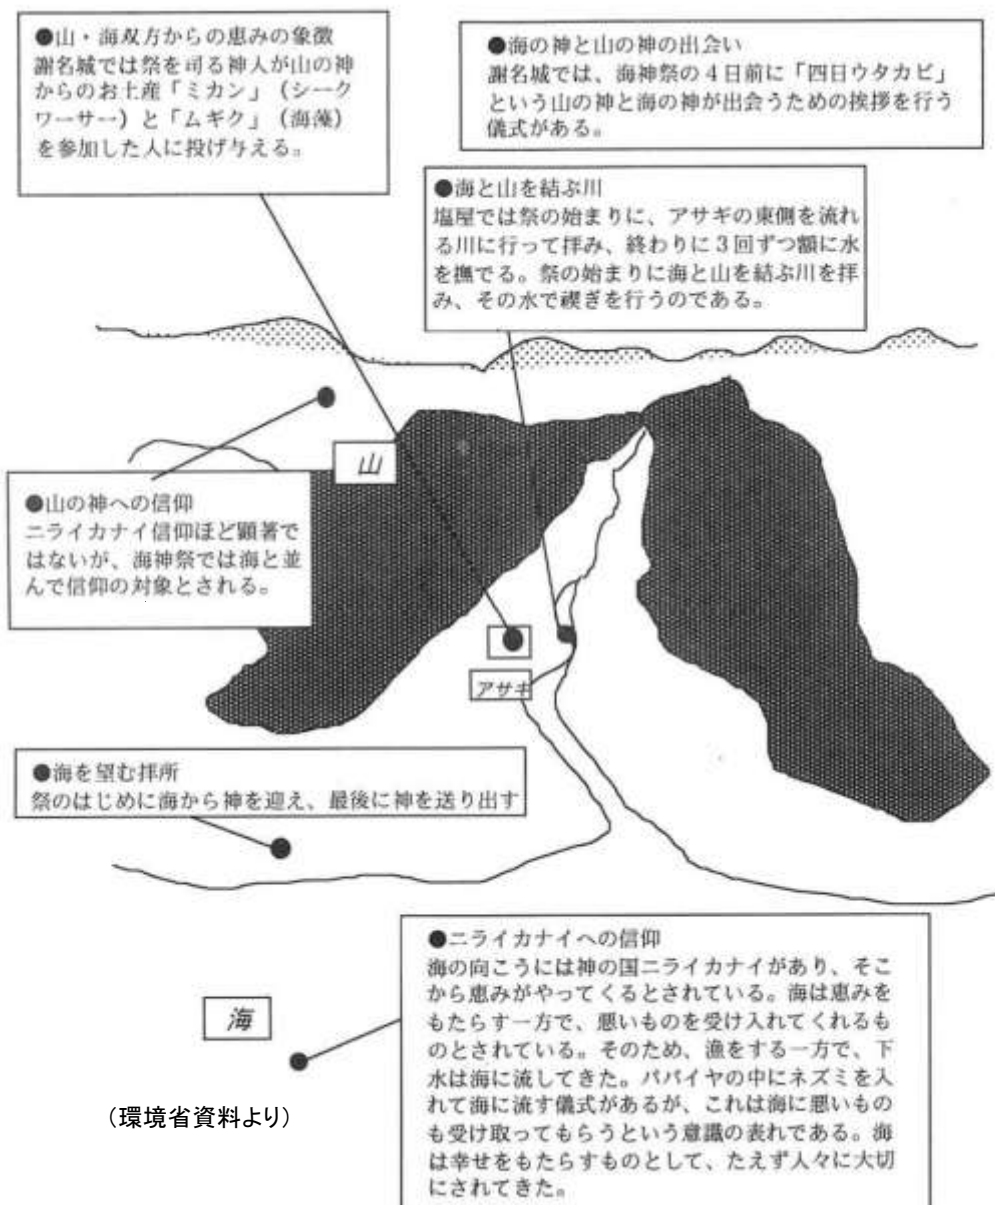 ●山・海双方からの恵みの象徴
謝名城では祭を司る神人が山の神
からのお土産「ミカン」（シーク
ワーサー）と「ムギク」（海藻）
を参加した人に投げ与える。
●海の神と山の神の出会い
謝名城では、海神祭の4日前に「四日ウタカビ」
という山の神と海の神が出会うための挨拶を行う
儀式がある。
●海と山を結ぶ川
塩屋では祭の始まりに、アサギの東側を流れ
る川に行って拝み、終わりに3回ずつ額に水
を撫でる。祭の始まりに海と山を結ぶ川を拝
み、その水で禊ぎを行うのである。
山
●山の神への信仰
ニライカナイ信仰ほど顕著で
はないが、海神祭では海と並
んで信仰の対象とされる。
アサギ
●海を望む拝所
祭のはじめに海から神を迎え、最後に神を送り出す
●ニライカナイへの信仰
海の向こうには神の国ニライカナイがあり、そこ
から恵みがやってくるとされている。海は恵みを
もたらす一方で、悪いものを受け入れてくれるも
のとされている。そのため、漁をする一方で、下
水は海に流してきた。パパイヤの中にネズミを入
れて海に流す儀式があるが、これは海に悪いもの
も受け取ってもらうという意識の表れである。海
は幸せをもたらすものとして、たえず人々に大切
にされてきた。
海
（環境省資料より）